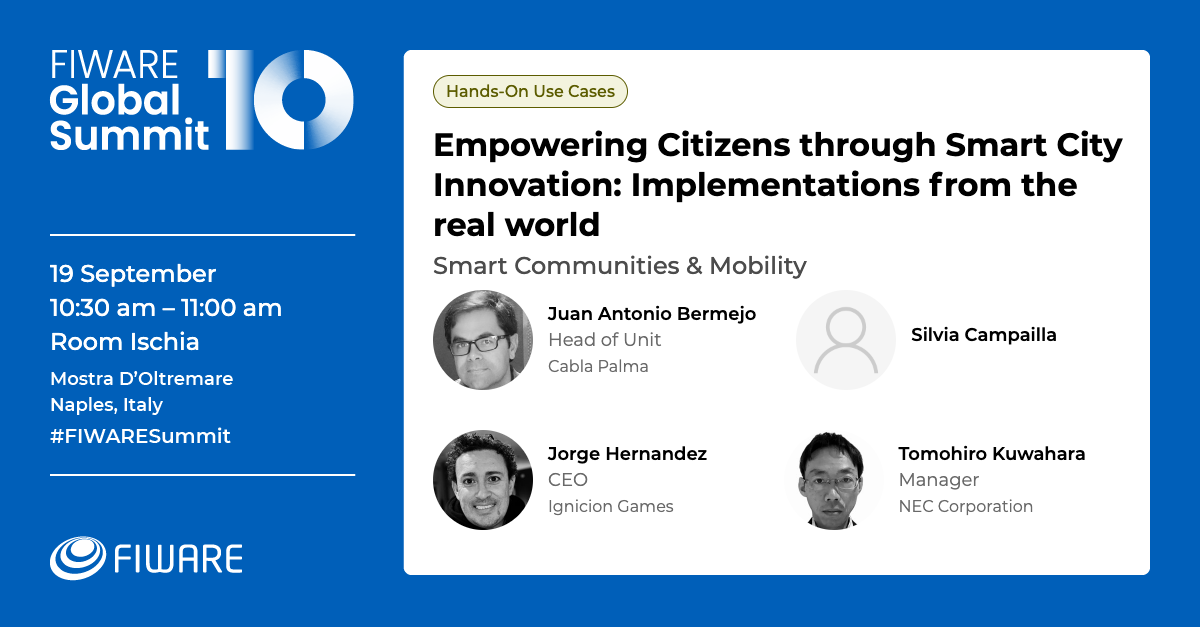 FIWARE
Global
Summit
10
19 September
10:30 am – 11:00 am
Room Ischia
Mostra D’Oltremare
Naples, Italy
#FIWARESummit
FIWARE
Hands-On Use Cases
Empowering Citizens through Smart City
Innovation: Implementations from the
real world
Smart Communities & Mobility
Juan Antonio Bermejo
Head of Unit
Cabla Palma
Silvia Campailla
Jorge Hernandez
CEO
Ignicion Games
Tomohiro Kuwahara
Manager
NEC Corporation